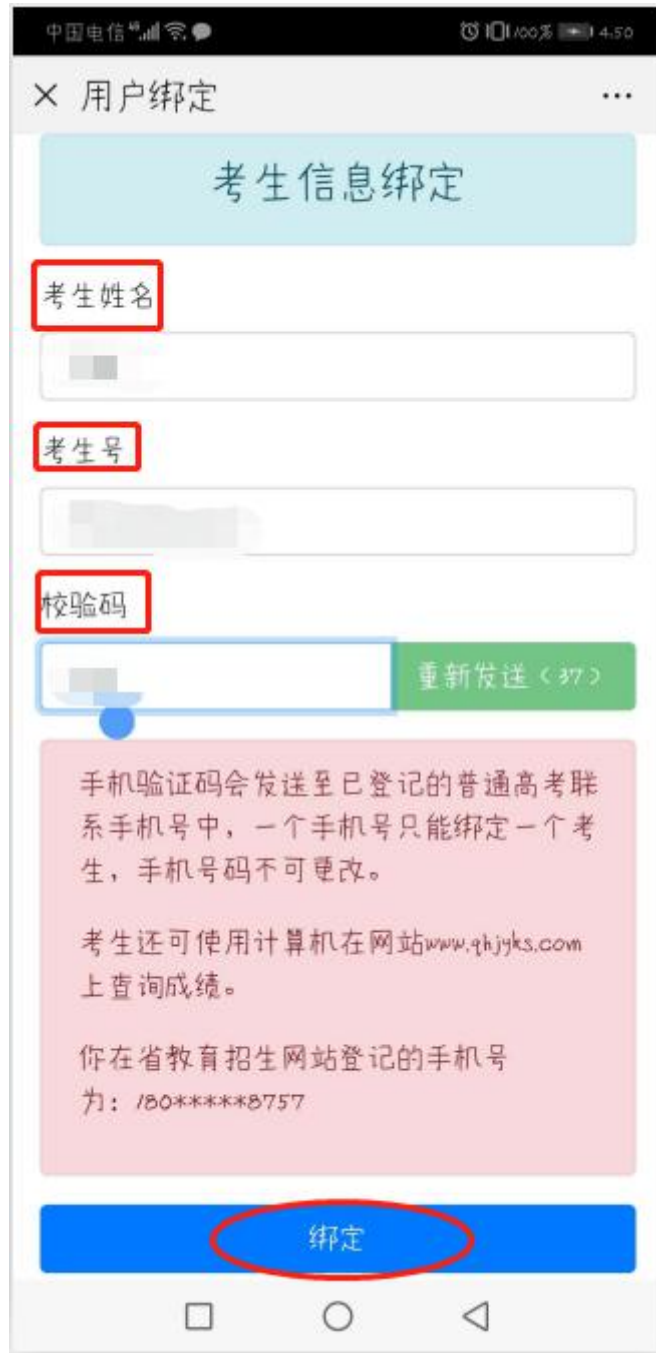 中国电信 4G 100% 4:50
× 用户绑定 ...
考生信息绑定
考生姓名
考生号
校验码
重新发送（37）
手机验证码会发送至已登记的普通高考联
系手机号中，一个手机号只能绑定一个考
生，手机号码不可更改。
考生还可使用计算机在网站www.qhjyks.com
上查询成绩。
你在省教育招生网站登记的手机号
为：180*****8757
绑定